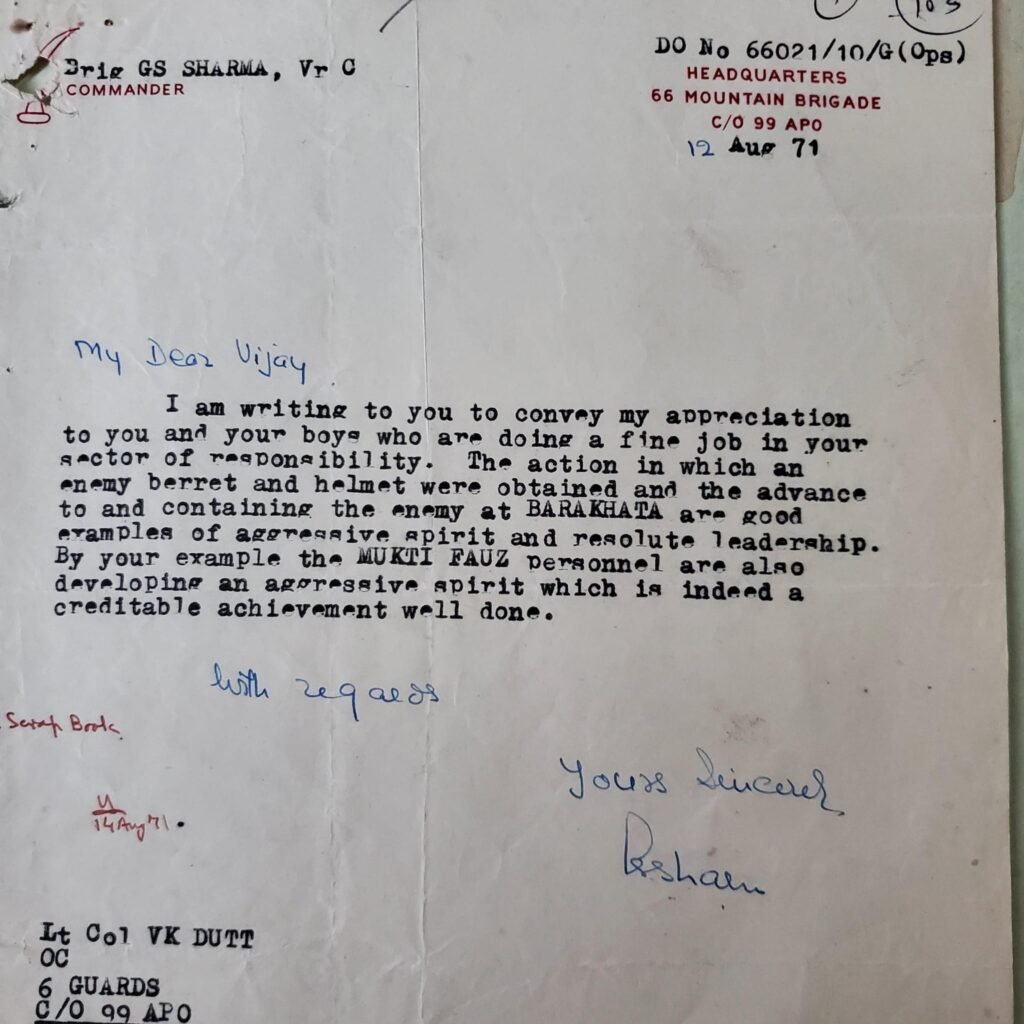 103
Brig GS SHARMA, Vr C
COMMANDER
DO No 66021/10/G(Ops)
HEADQUARTERS
66 MOUNTAIN BRIGADE
C/O 99 APO
12 Aug 71
My Dear Vijay
I am writing to you to convey my appreciation
to you and your boys who are doing a fine job in your
sector of responsibility. The action in which an
enemy berret and helmet were obtained and the advance
to and containing the enemy at BARAKHATA are good
examples of aggressive spirit and resolute leadership.
By your example the MUKTI FAUZ personnel are also
developing an aggressive spirit which is indeed a
creditable achievement well done.
With regards
Scrap Book
Yours Sincerely
14 Aug 71
Lt Col VK DUTT
OC
6 GUARDS
C/O 99 APO